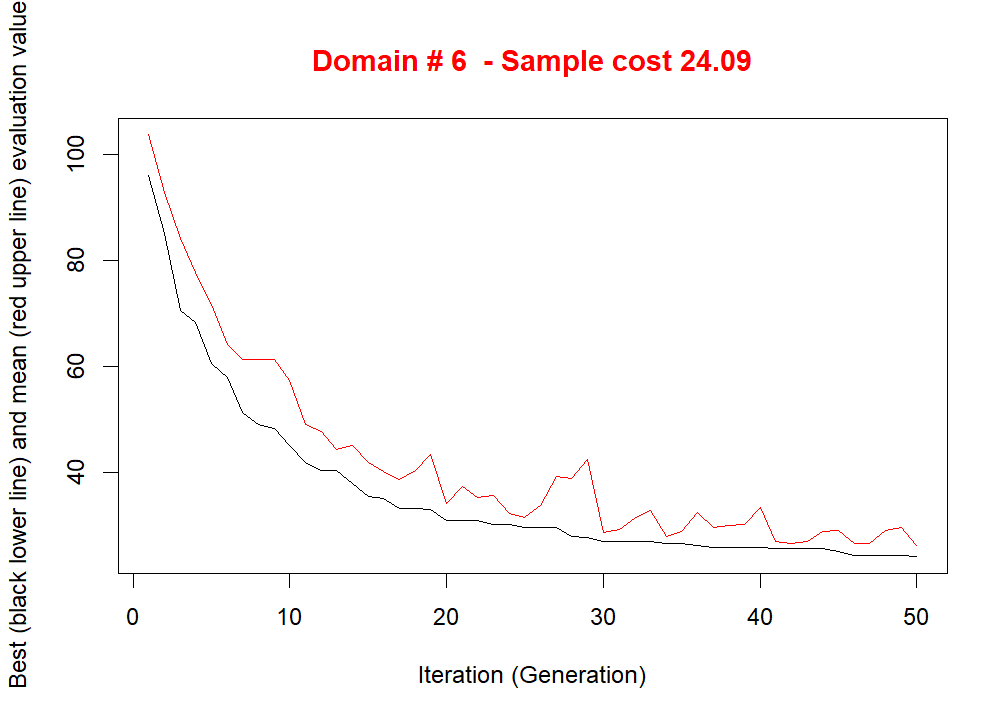 Domain # 6  - Sample cost 24.09
Best (black lower line) and mean (red upper line) evaluation value
100
80
60
40
0 10 20 30 40 50
Iteration (Generation)